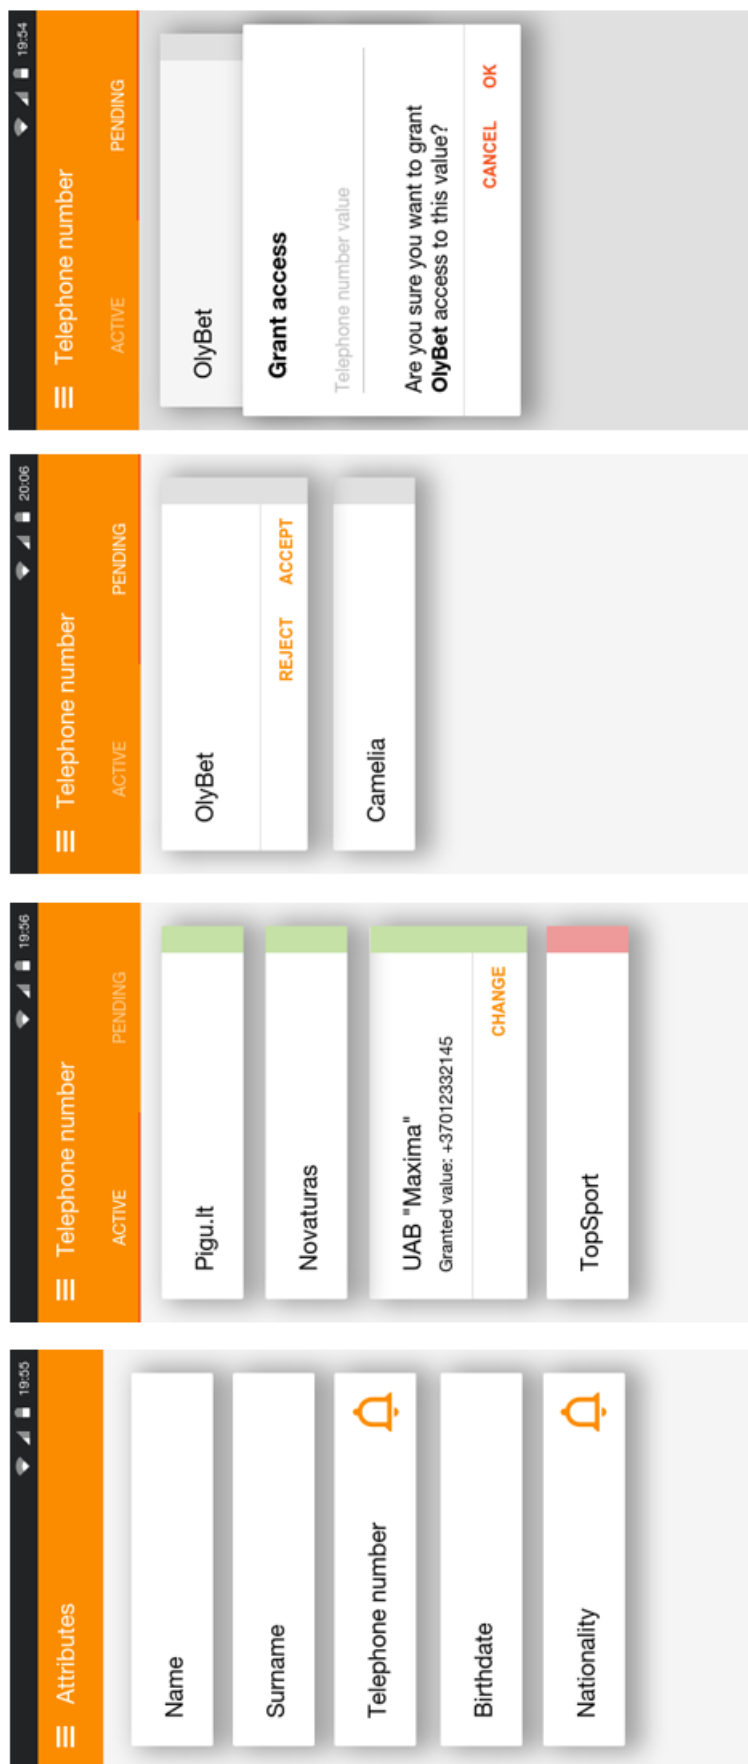 19:55
Attributes
Name
Surname
Telephone number
Birthdate
Nationality
19:56
Telephone number
ACTIVE PENDING
Pigu.lt
Novaturas
UAB "Maxima"
Granted value: +37012332145
CHANGE
TopSport
20:06
Telephone number
ACTIVE PENDING
OlyBet
REJECT ACCEPT
Camelia
19:54
Telephone number
ACTIVE PENDING
OlyBet
Grant access
Telephone number value
Are you sure you want to grant
OlyBet access to this value?
CANCEL OK